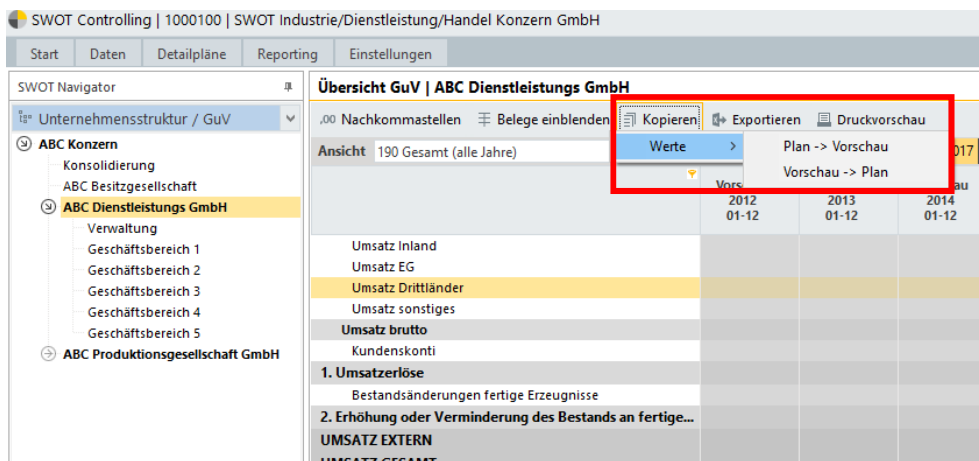 SWOT Controlling | 1000100 | SWOT Industrie/Dienstleistung/Handel Konzern GmbH
Start Daten Detailpläne Reporting Einstellungen
SWOT Navigator
Unternehmensstruktur / GuV
ABC Konzern
Konsolidierung
ABC Besitzgesellschaft
ABC Dienstleistungs GmbH
Verwaltung
Geschäftsbereich 1
Geschäftsbereich 2
Geschäftsbereich 3
Geschäftsbereich 4
Geschäftsbereich 5
ABC Produktionsgesellschaft GmbH
Übersicht GuV | ABC Dienstleistungs GmbH
,00 Nachkommastellen Belege einblenden Kopieren Exportieren Druckvorschau
Ansicht 190 Gesamt (alle Jahre) 2017
Werte > Plan -> Vorschau
Vorschau -> Plan
2012 2013 2014
01-12 01-12 01-12
Umsatz Inland
Umsatz EG
Umsatz Drittländer
Umsatz sonstiges
Umsatz brutto
Kundenskonti
1. Umsatzerlöse
Bestandsänderungen fertige Erzeugnisse
2. Erhöhung oder Verminderung des Bestands an fertige...
UMSATZ EXTERN
UMSATZ GESAMT